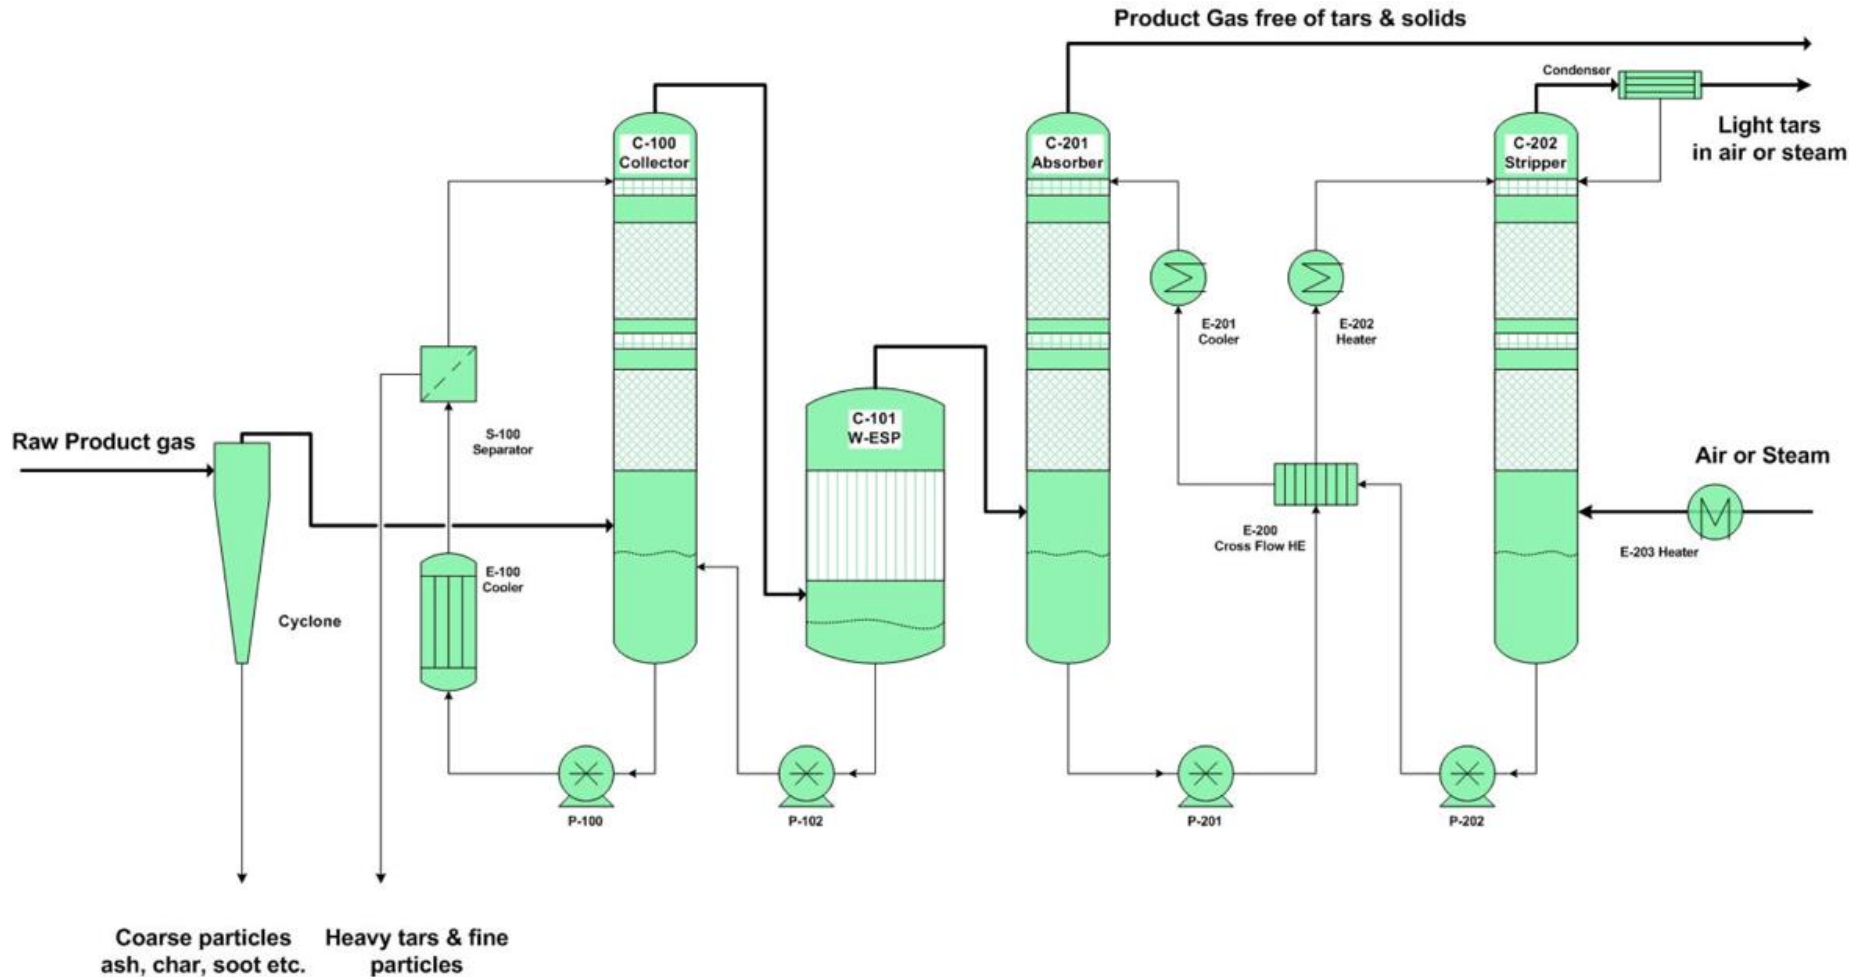 Product Gas free of tars & solids
Condenser
Light tars
in air or steam
C-100
Collector
C-201
Absorber
C-202
Stripper
E-201
Cooler
E-202
Heater
C-101
W-ESP
Raw Product gas
S-100
Separator
Air or Steam
E-200
Cross Flow HE
E-203 Heater
E-100
Cooler
Cyclone
P-100
P-102
P-201
P-202
Coarse particles
ash, char, soot etc.
Heavy tars & fine
particles